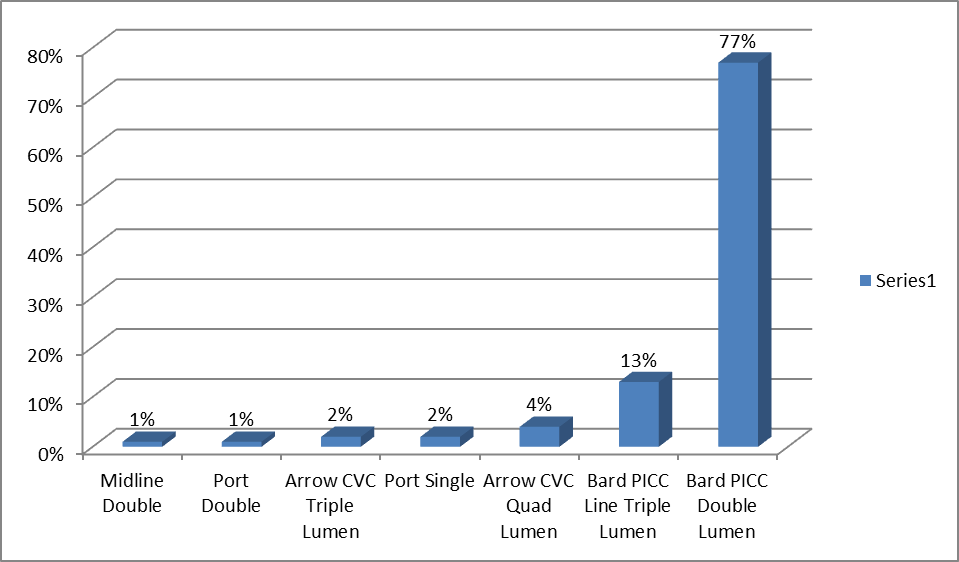 80%
70%
60%
50%
40%
30%
20%
10%
0%
1%
1%
2%
2%
4%
13%
77%
Midline
Double
Port
Double
Arrow CVC
Triple
Lumen
Port Single
Arrow CVC
Quad
Lumen
Bard PICC
Line Triple
Lumen
Bard PICC
Double
Lumen
Series1